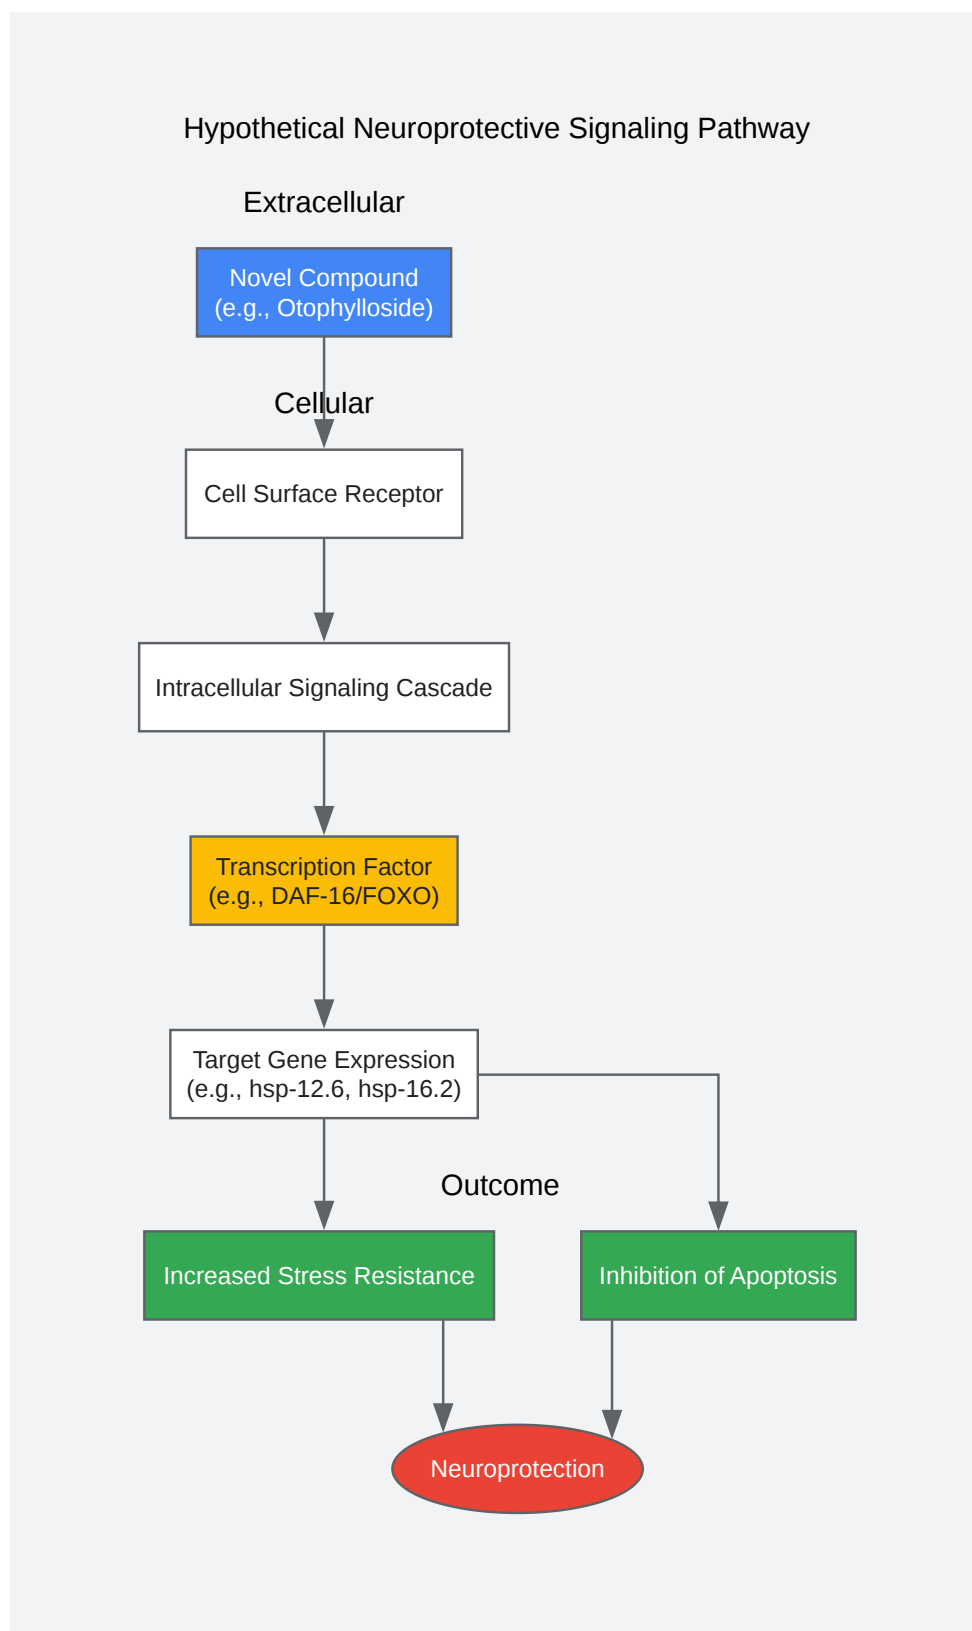 Hypothetical Neuroprotective Signaling Pathway
Extracellular
Novel Compound
(e.g., Otophylloside)
Cellular
Cell Surface Receptor
Intracellular Signaling Cascade
Transcription Factor
(e.g., DAF-16/FOXO)
Target Gene Expression
(e.g., hsp-12.6, hsp-16.2)
Outcome
Increased Stress Resistance
Inhibition of Apoptosis
Neuroprotection